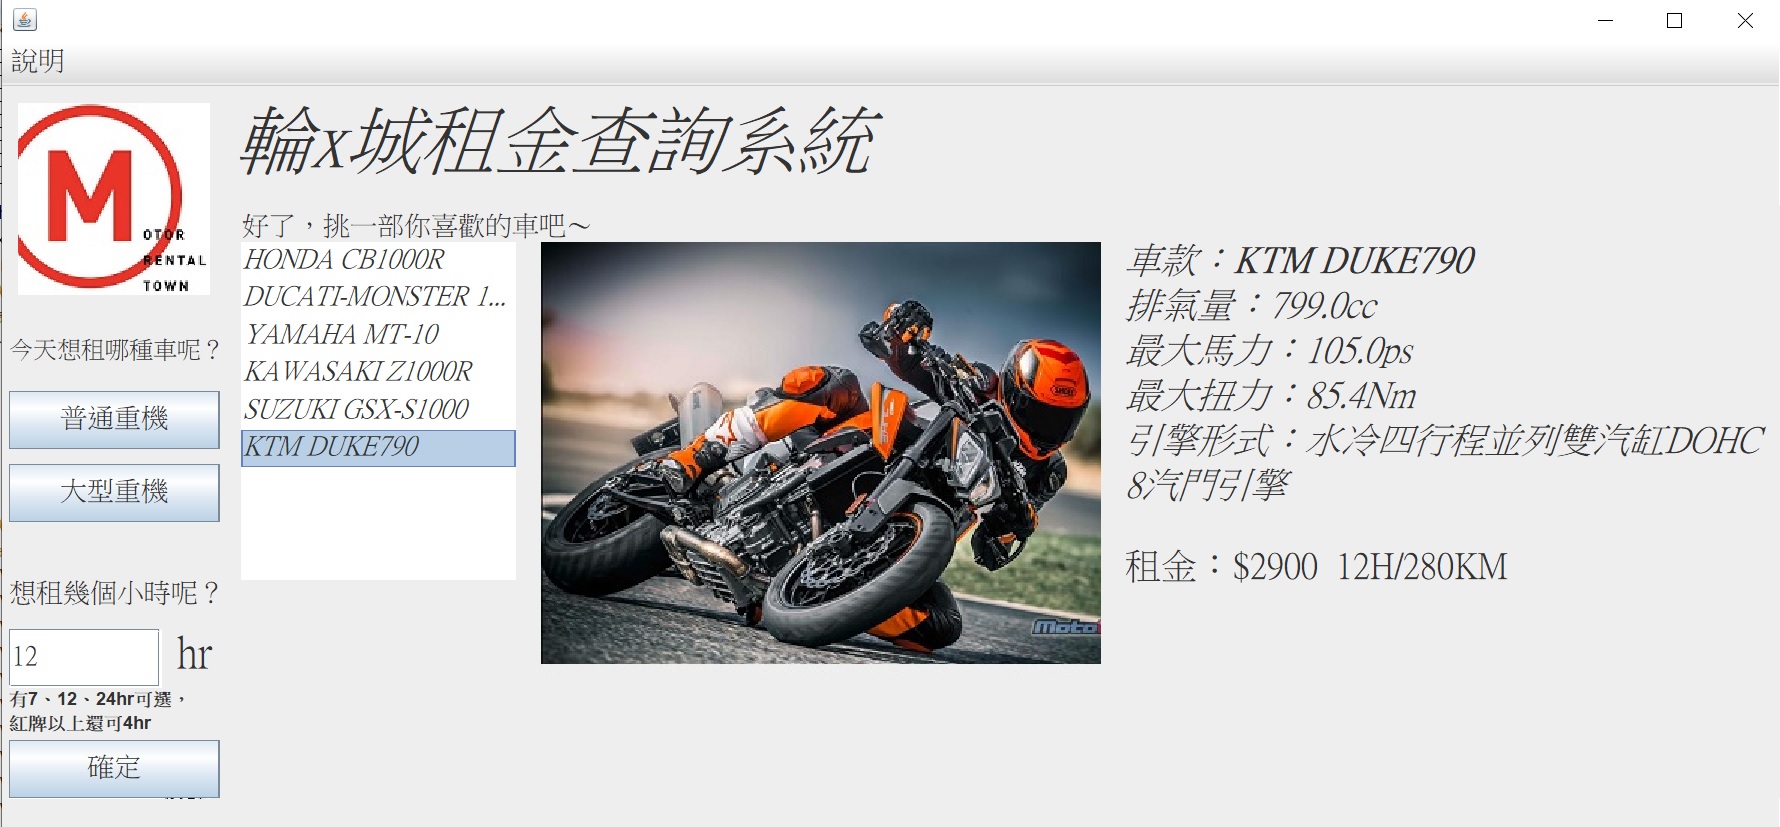 說明
M
OTOR
RENTAL
TOWN
輪x城租金查詢系統
今天想租哪種車呢？
普通重機
大型重機
想租幾個小時呢？
12 hr
有7、12、24hr可選，
紅牌以上還可4hr
確定
好了，挑一部你喜歡的車吧～
HONDA CB1000R
DUCATI-MONSTER 1...
YAMAHA MT-10
KAWASAKI Z1000R
SUZUKI GSX-S1000
KTM DUKE790
Moto
車款：KTM DUKE790
排氣量：799.0cc
最大馬力：105.0ps
最大扭力：85.4Nm
引擎形式：水冷四行程並列雙汽缸DOHC
8汽門引擎
租金：$2900 12H/280KM